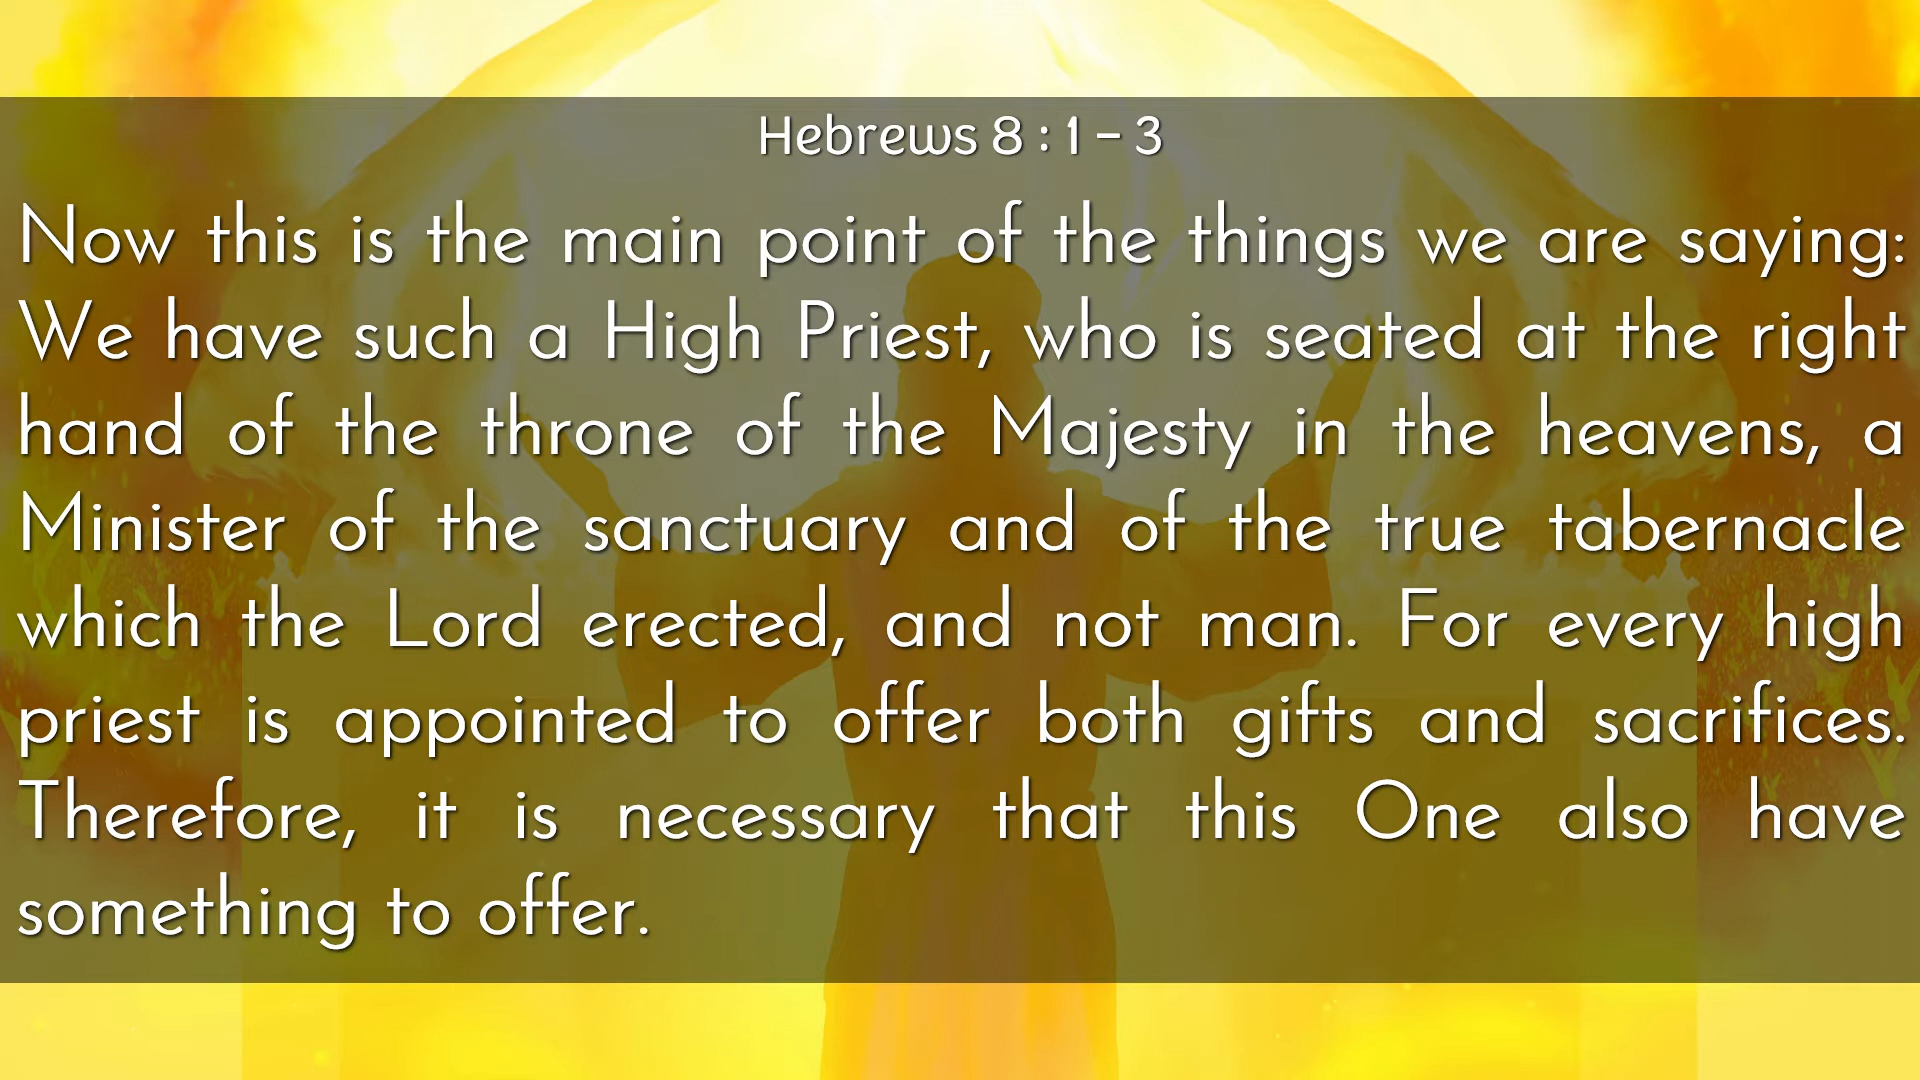 Hebrews 8 : 1 – 3
Now this is the main point of the things we are saying:
We have such a High Priest, who is seated at the right
hand of the throne of the Majesty in the heavens, a
Minister of the sanctuary and of the true tabernacle
which the Lord erected, and not man. For every high
priest is appointed to offer both gifts and sacrifices.
Therefore, it is necessary that this One also have
something to offer.